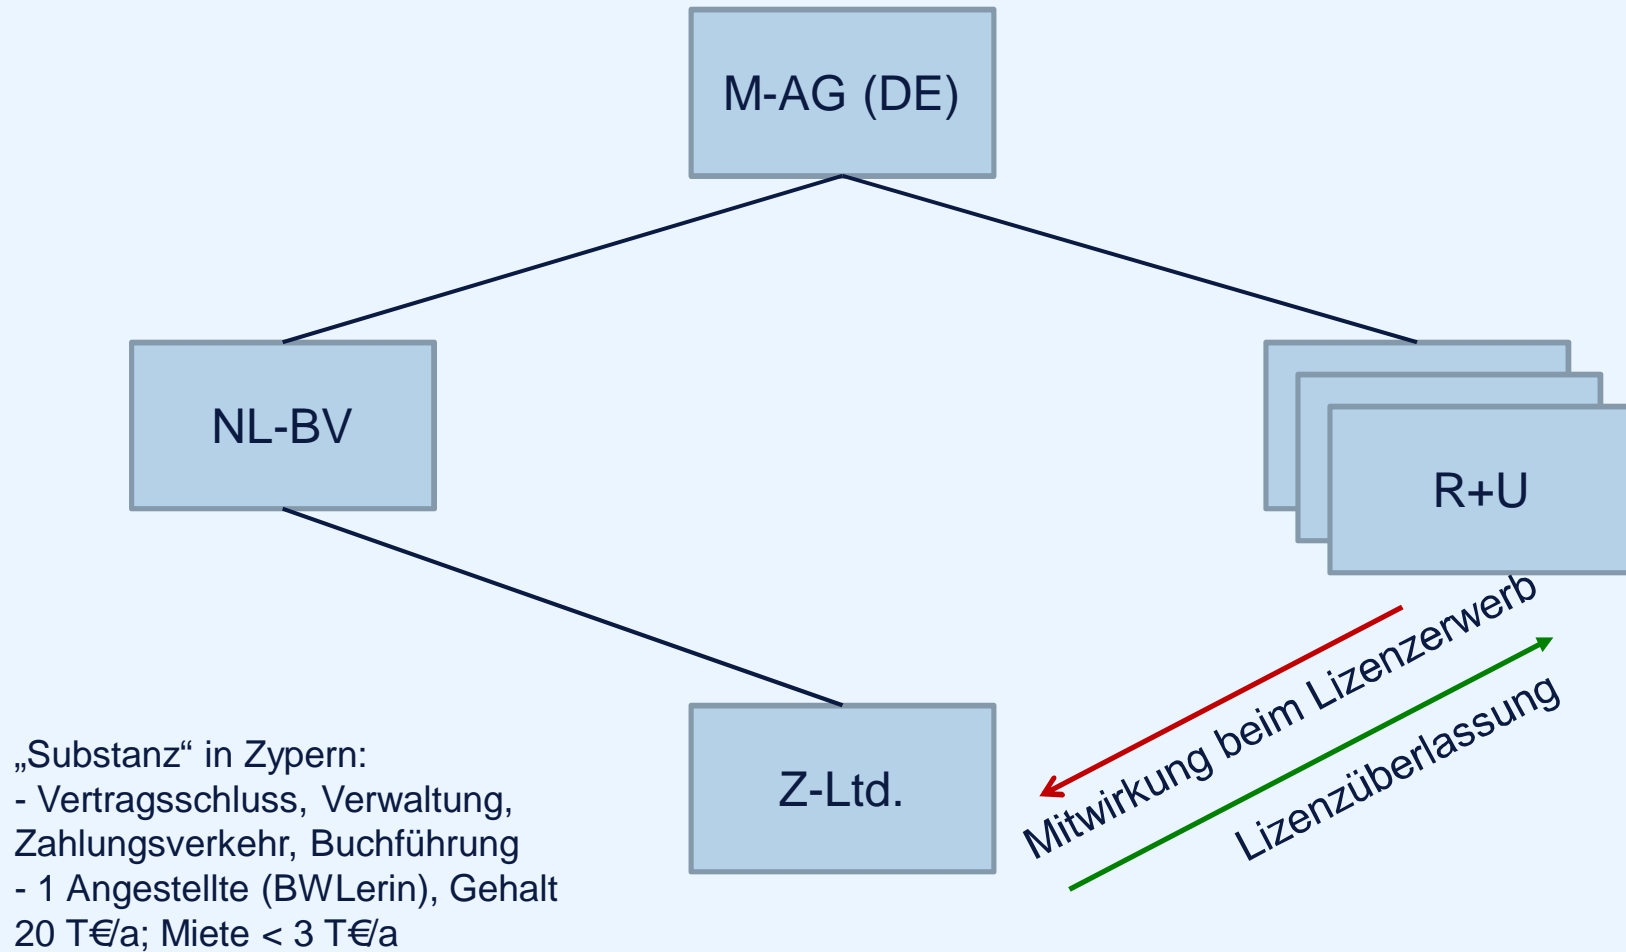 M-AG (DE)
NL-BV
R+U
Mitwirkung beim Lizenzerwerb
Lizenzüberlassung
Z-Ltd.
„Substanz“ in Zypern:
- Vertragsschluss, Verwaltung,
Zahlungsverkehr, Buchführung
- 1 Angestellte (BWLerin), Gehalt
20 T€/a; Miete < 3 T€/a